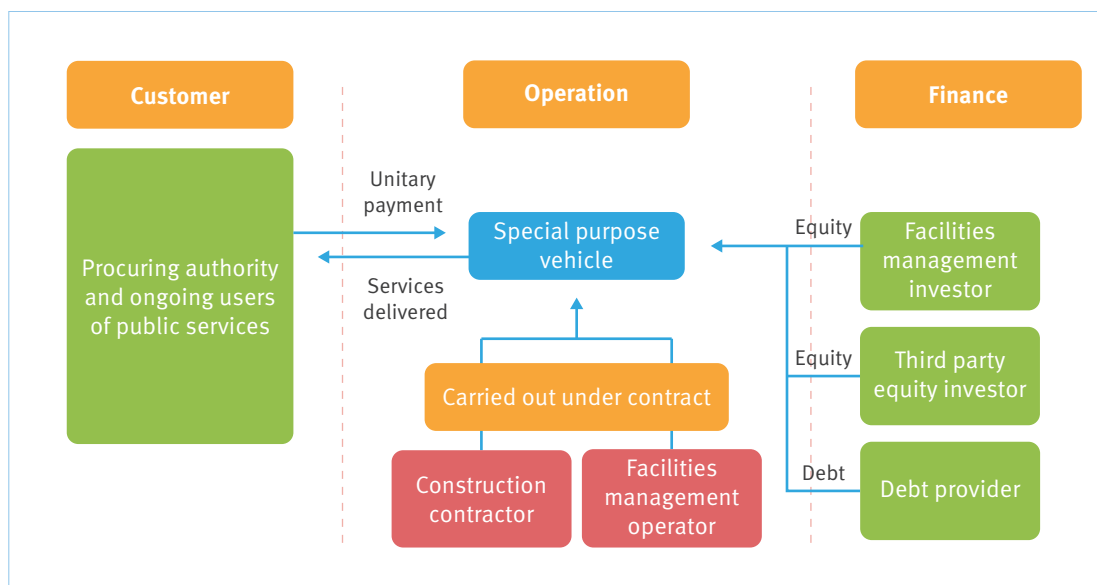 Customer
Operation
Finance
Procuring authority
and ongoing users
of public services
Unitary
payment
Services
delivered
Special purpose
vehicle
Carried out under contract
Construction
contractor
Facilities
management
operator
Equity
Facilities
management
investor
Equity
Third party
equity investor
Debt
Debt provider